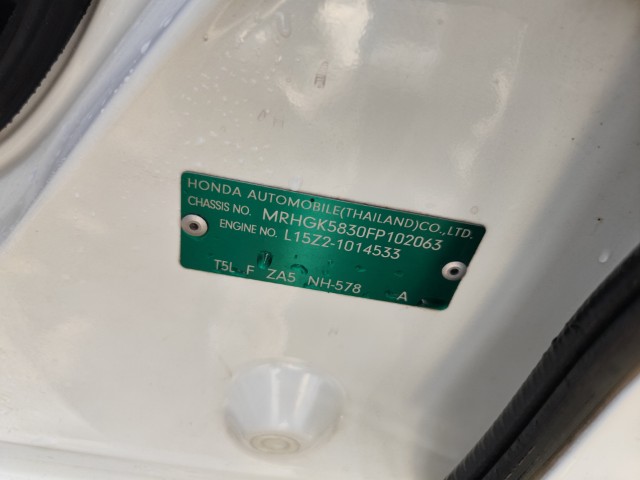 HONDA AUTOMOBILE(THAILAND)CO.,LTD.
CHASSIS NO. MRHGK5830FP102063
ENGINE NO. L15Z2-1014533
T5L F ZA5 NH-578 A